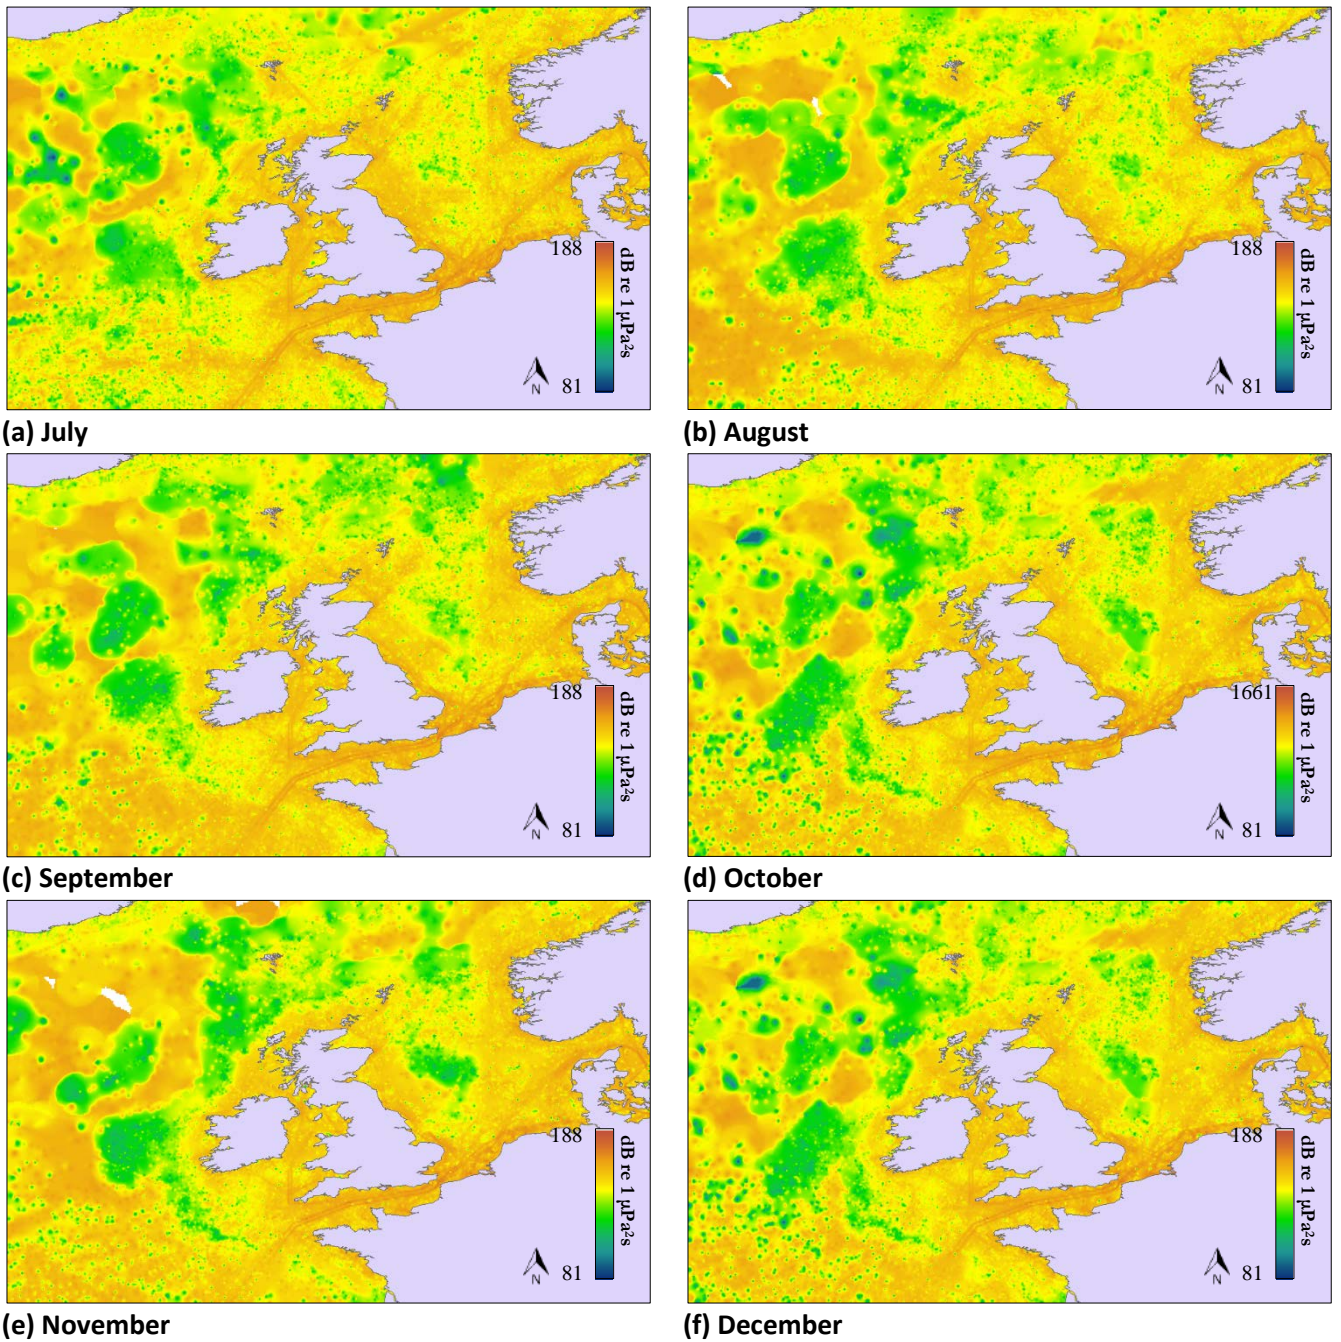 188
dB re 1 µPa²s
81
N
(a) July
188
dB re 1 µPa²s
81
N
(b) August
188
dB re 1 µPa²s
81
N
(c) September
1661
dB re 1 µPa²s
81
N
(d) October
188
dB re 1 µPa²s
81
N
(e) November
188
dB re 1 µPa²s
81
N
(f) December